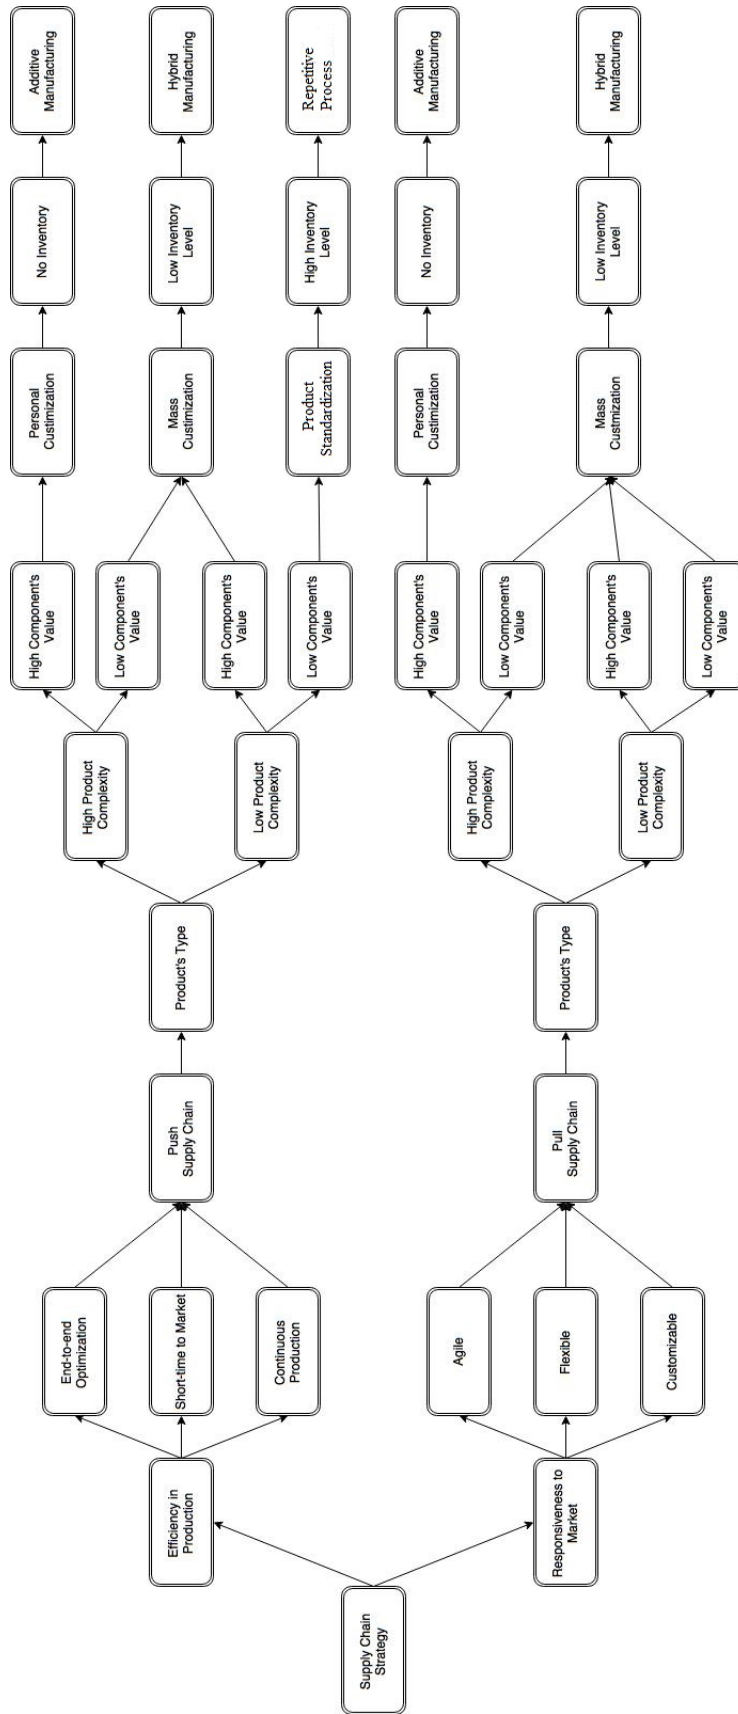 Supply Chain
Strategy
Efficiency in
Production
Responsiveness to
Market
End-to-end
Optimization
Short-time to Market
Continuous
Production
Agile
Flexible
Customizable
Push
Supply Chain
Pull
Supply Chain
Product's Type
Product's Type
High Product
Complexity
Low Product
Complexity
High Product
Complexity
Low Product
Complexity
High Component's
Value
Low Component's
Value
High Component's
Value
Low Component's
Value
High Component's
Value
Low Component's
Value
High Component's
Value
Low Component's
Value
Personal
Custimization
Mass
Custimization
Product
Standardization
Personal
Custimization
Mass
Custmization
No Inventory
Low Inventory
Level
High Inventory
Level
No Inventory
Low Inventory
Level
Additive
Manufacturing
Hybrid
Manufacturing
Repetitive
Process
Additive
Manufacturing
Hybrid
Manufacturing